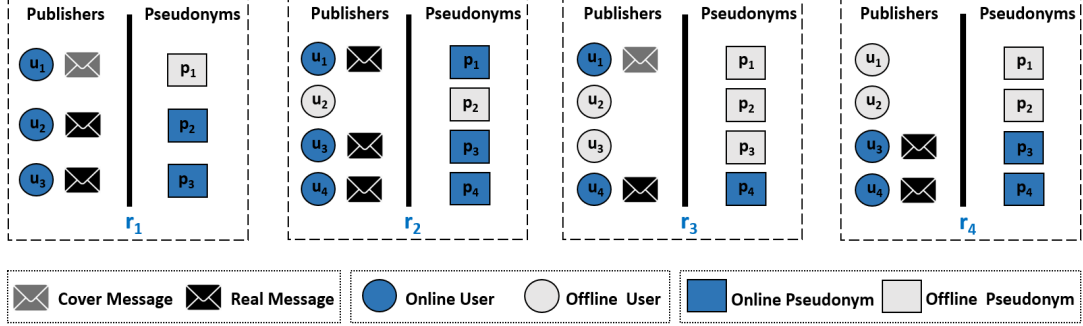 Publishers Pseudonyms
u1 p1
u2 p2
u3 p3
r1
Publishers Pseudonyms
u1 p1
u2 p2
u3 p3
u4 p4
r2
Publishers Pseudonyms
u1 p1
u2 p2
u3 p3
u4 p4
r3
Publishers Pseudonyms
u1 p1
u2 p2
u3 p3
u4 p4
r4
Cover Message Real Message Online User Offline User Online Pseudonym Offline Pseudonym